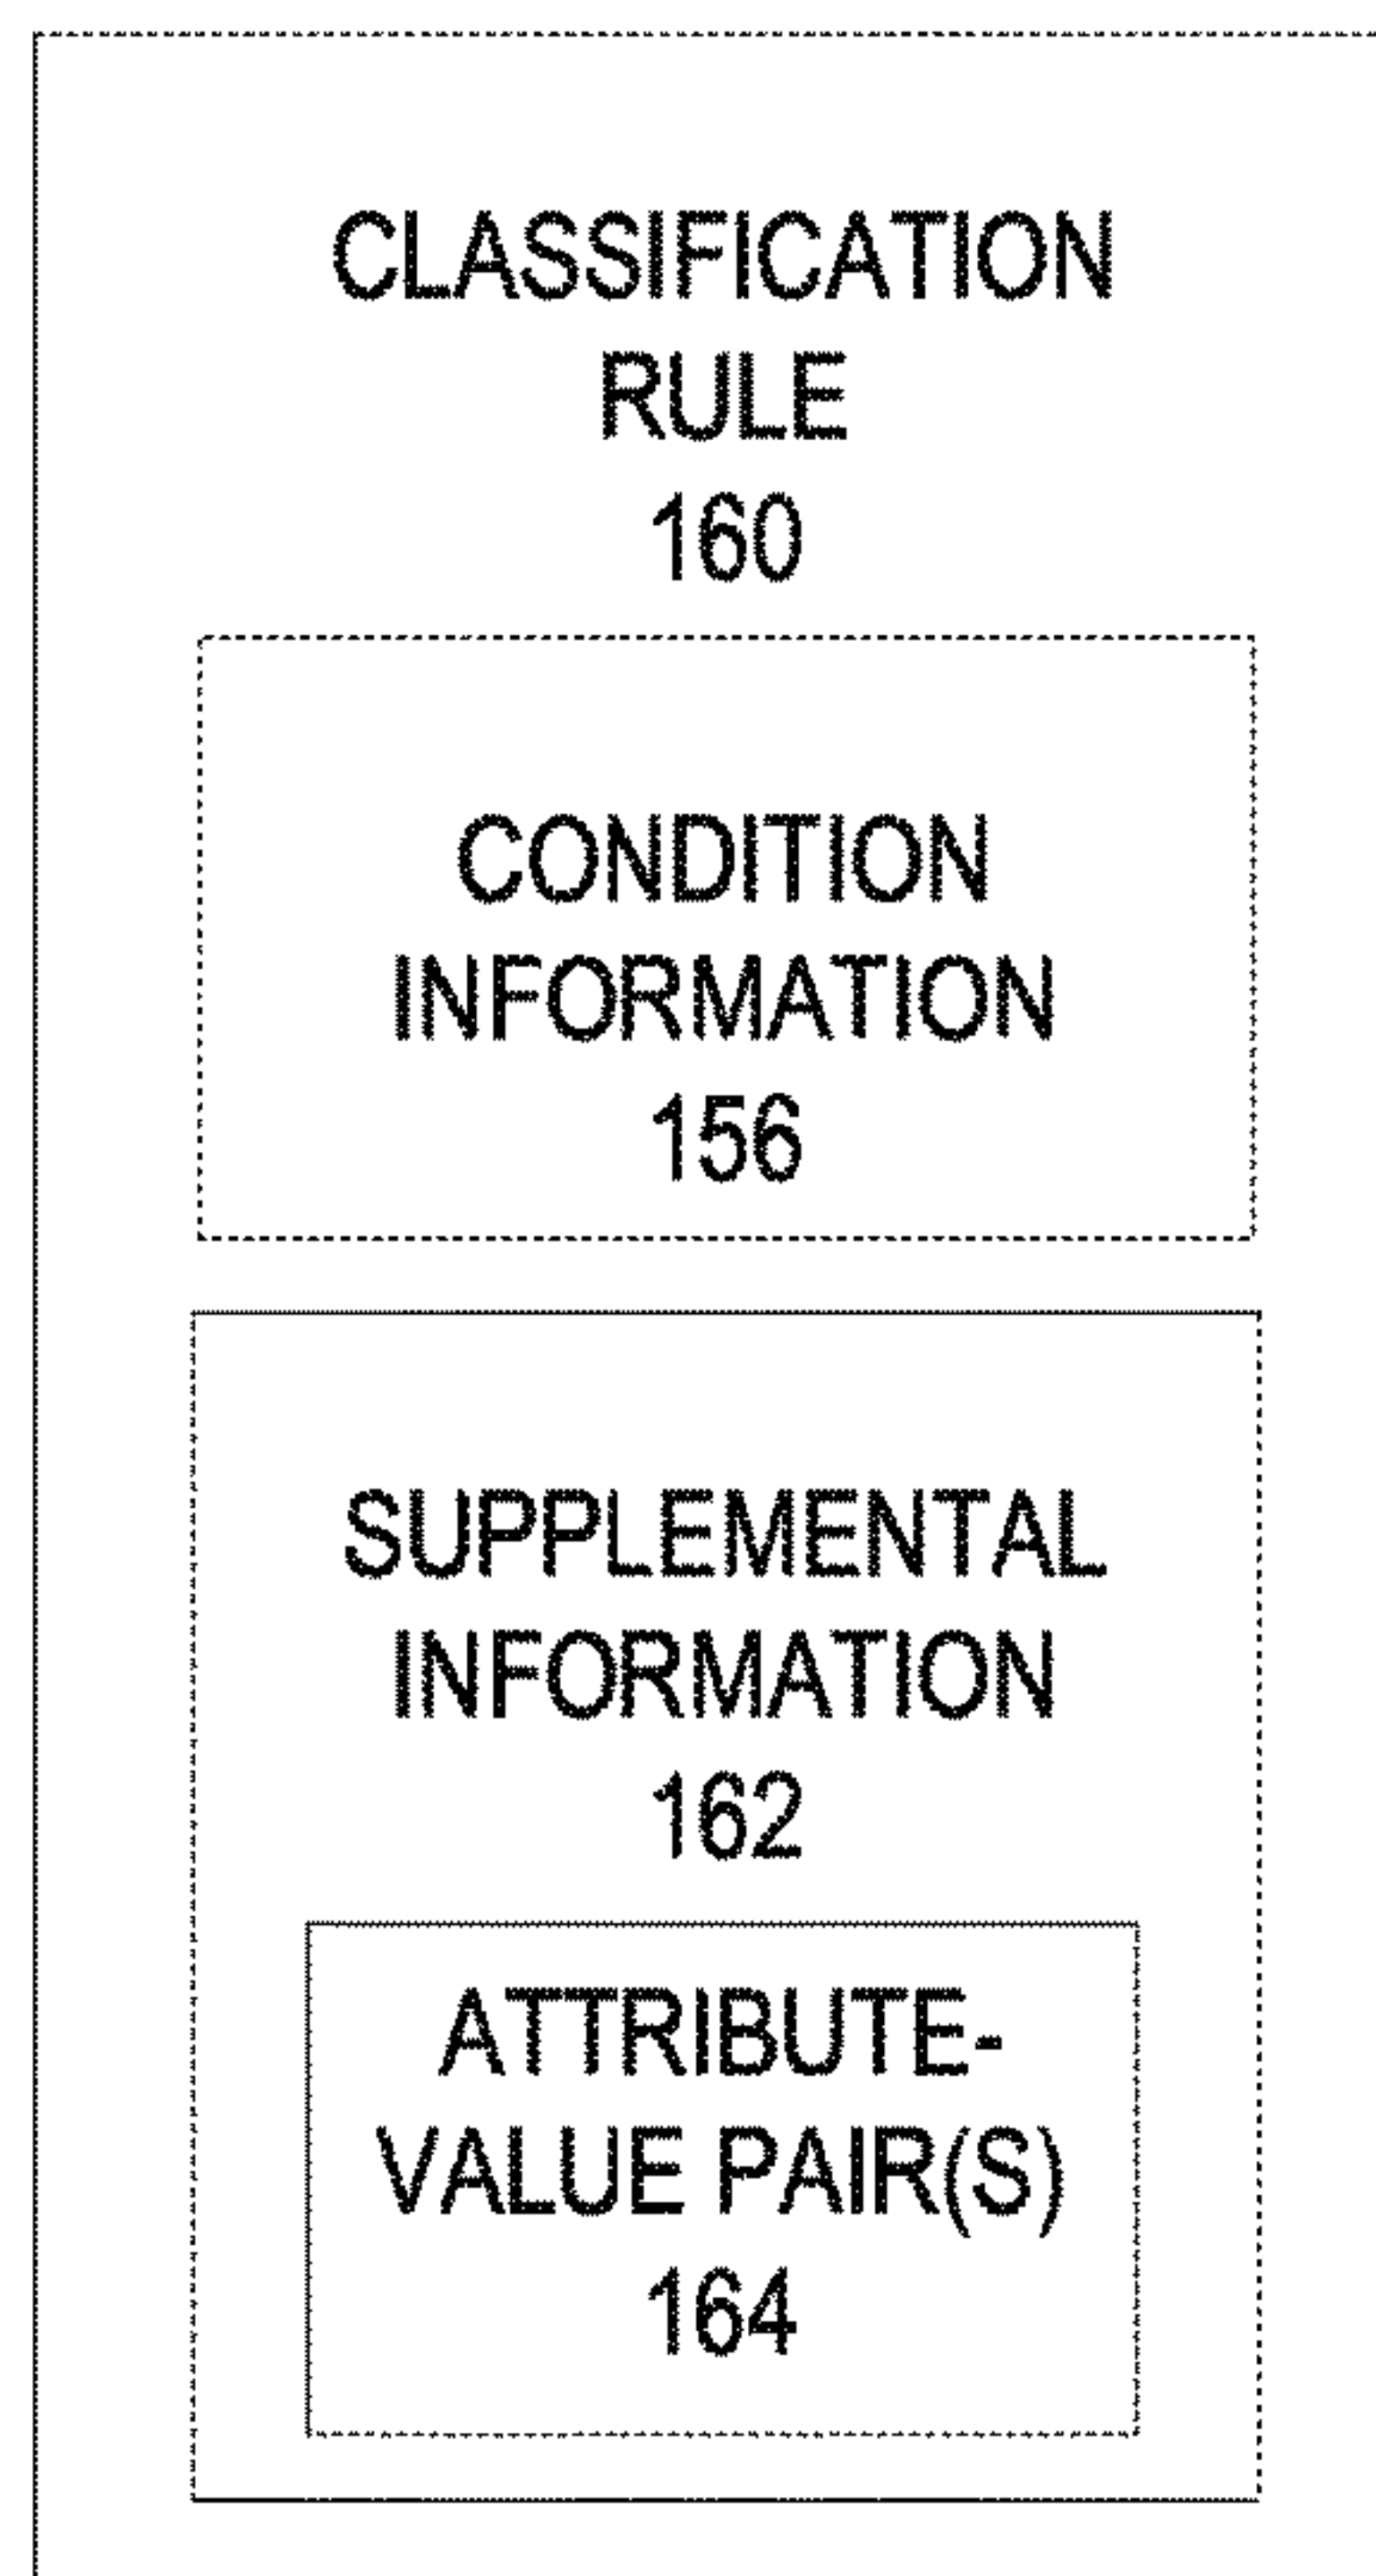 CLASSIFICATION
RULE
160
CONDITION
INFORMATION
156
SUPPLEMENTAL
INFORMATION
162
ATTRIBUTE-
VALUE PAIR(S)
164